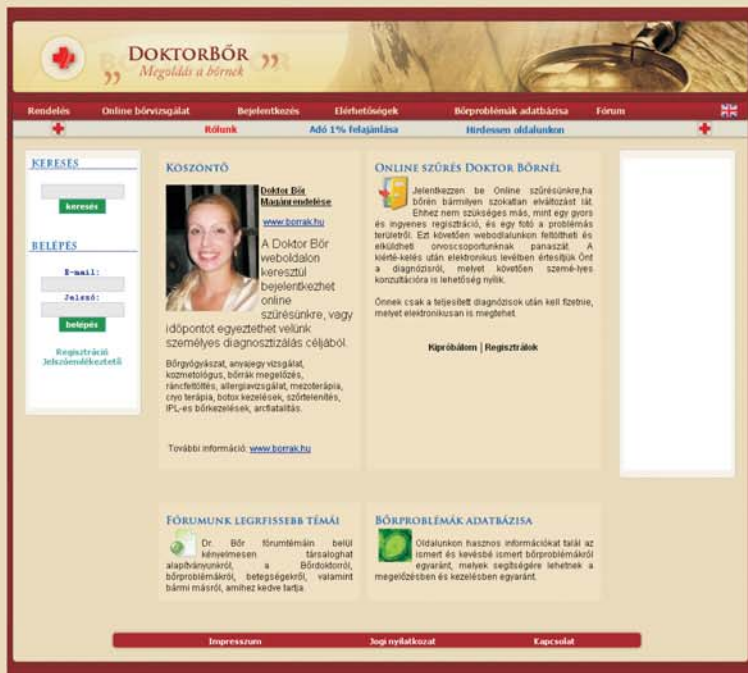 DOKTORBŐR
Megoldás a bőrnek
Rendelés Online bőrvizsgálat Bejelentkezés Elérhetőségek Bőrproblémák adatbázisa Fórum
Rólunk Adó 1% felajánlása Hirdessen oldalunkon
KERESÉS
keresés
BELÉPÉS
E-mail:
Jelszó:
belépés
Regisztráció
Jelszóemlékeztető
KÖSZÖNTŐ
Doktor Bőr
Magánrendelése
www.borrak.hu
A Doktor Bőr
weboldalon
keresztül
bejelentkezhet
online
szűrésünkre, vagy
időpontot egyeztethet velünk
személyes diagnosztizálás céljából.
Bőrgyógyászat, anyajegy vizsgálat,
kozmetológus, bőrrák megelőzés,
ráncfeltöltés, allergiavizsgálat, mezoterápia,
cryo terápia, botox kezelések, szőrtelenítés,
IPL-es bőrkezelések, arcfiatalítás.
További információ: www.borrak.hu
ONLINE SZŰRÉS DOKTOR BŐRNÉL
Jelentkezzen be Online szűrésünkre,ha
bőrén bármilyen szokatlan elváltozást lát.
Ehhez nem szükséges más, mint egy gyors
és ingyenes regisztráció, és egy fotó a problémás
területről. Ezt követően webodlalunkon feltöltheti és
elküldheti orvoscsoportunknak panaszát. A
kiérté-kelés után elektronikus levélben értesítjük Önt
a diagnózisról, melyet követően szemé-lyes
konzultációra is lehetőség nyílik.
Önnek csak a teljesített diagnózisok után kell fizetnie,
melyet elektronikusan is megtehet.
Kipróbálom | Regisztrálok
FÓRUMUNK LEGRFISSEBB TÉMÁI
Dr. Bőr fórumtémáin belül
kényelmesen társaloghat
alapítványunkról, a Bőrdoktorról,
bőrproblémákról, betegségekről, valamint
bármi másról, amihez kedve tartja.
BŐRPROBLÉMÁK ADATBÁZISA
Oldalunkon hasznos információkat talál az
ismert és kevésbé ismert bőrproblémákról
egyaránt, melyek segítségére lehetnek a
megelőzésben és kezelésben egyaránt.
Impresszum Jogi nyilatkozat Kapcsolat